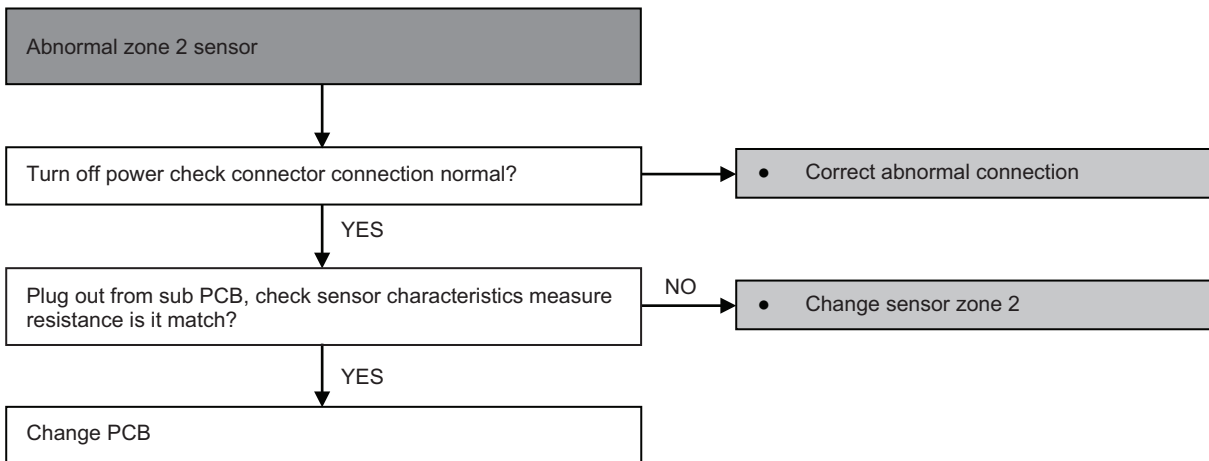 Abnormal zone 2 sensor
Turn off power check connector connection normal?
● Correct abnormal connection
YES
Plug out from sub PCB, check sensor characteristics measure
resistance is it match?
NO
● Change sensor zone 2
YES
Change PCB